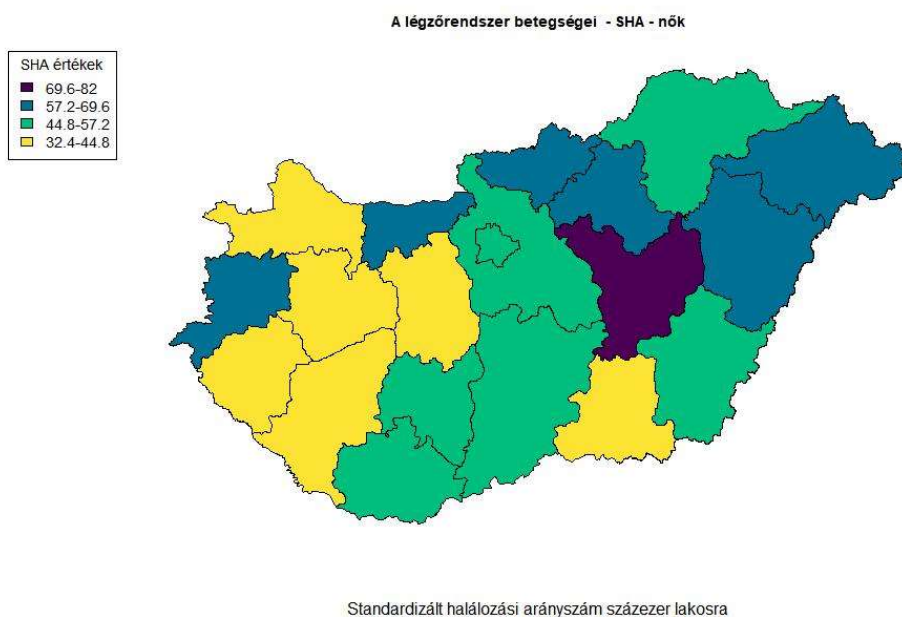 A légzőrendszer betegségei - SHA - nők
SHA értékek
69.6-82
57.2-69.6
44.8-57.2
32.4-44.8
Standardizált halálozási arányszám százezer lakosra